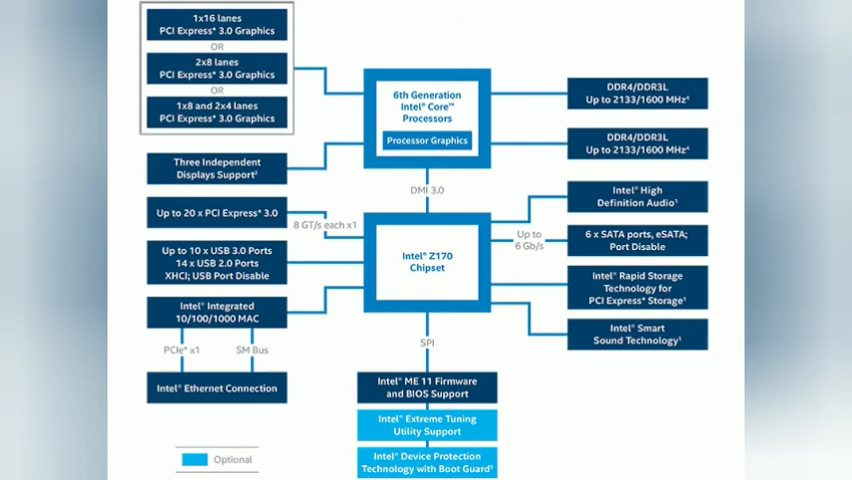 1x16 lanes
PCI Express* 3.0 Graphics
OR
2x8 lanes
PCI Express* 3.0 Graphics
OR
1x8 and 2x4 lanes
PCI Express* 3.0 Graphics
6th Generation
Intel® Core™
Processors
Processor Graphics
DDR4/DDR3L
Up to 2133/1600 MHz⁴
DDR4/DDR3L
Up to 2133/1600 MHz⁴
Three Independent
Displays Support²
DMI 3.0
Up to 20 x PCI Express* 3.0
8 GT/s each x1
Up to 10 x USB 3.0 Ports
14 x USB 2.0 Ports
XHCI; USB Port Disable
Intel® Integrated
10/100/1000 MAC
PCIe* x1
SM Bus
Intel® Ethernet Connection
Intel® Z170
Chipset
Intel® High
Definition Audio¹
Up to
6 Gb/s
6 x SATA ports, eSATA;
Port Disable
Intel® Rapid Storage
Technology for
PCI Express* Storage⁵
Intel® Smart
Sound Technology¹
SPI
Intel® ME 11 Firmware
and BIOS Support
Intel® Extreme Tuning
Utility Support
Intel® Device Protection
Technology with Boot Guard⁵
Optional